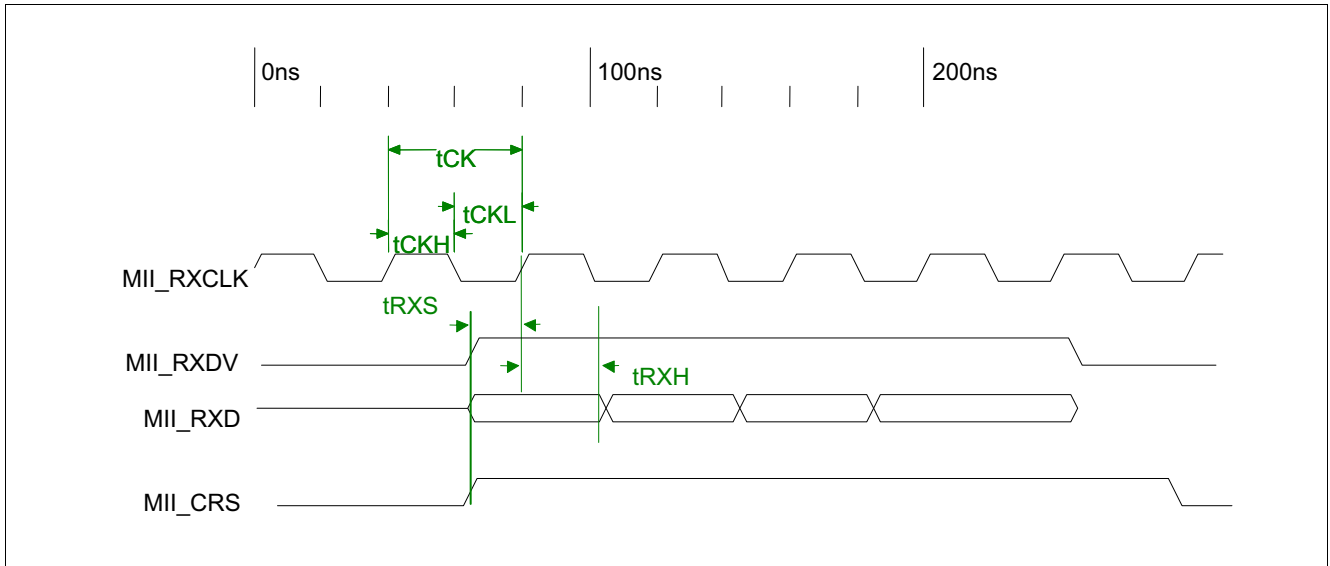 0ns
100ns
200ns
tCK
tCKL
tCKH
MII_RXCLK
tRXS
MII_RXDV
tRXH
MII_RXD
MII_CRS